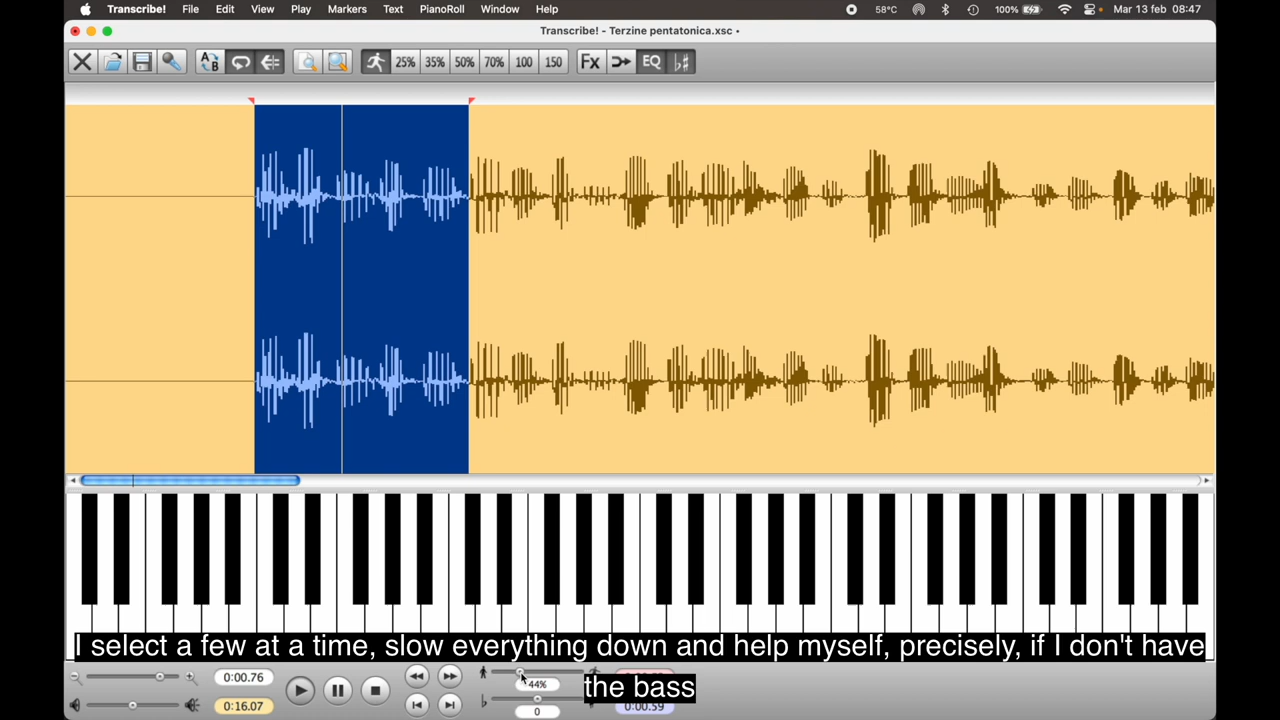 Transcribe! File Edit View Play Markers Text PianoRoll Window Help 58°C 100% Mar 13 feb 08:47
Transcribe! - Terzine pentatonica.xsc •
A B 25% 35% 50% 70% 100 150 Fx EQ
I select a few at a time, slow everything down and help myself, precisely, if I don't have
the bass
0:00.76
44%
0:16.07
0
0:00.59